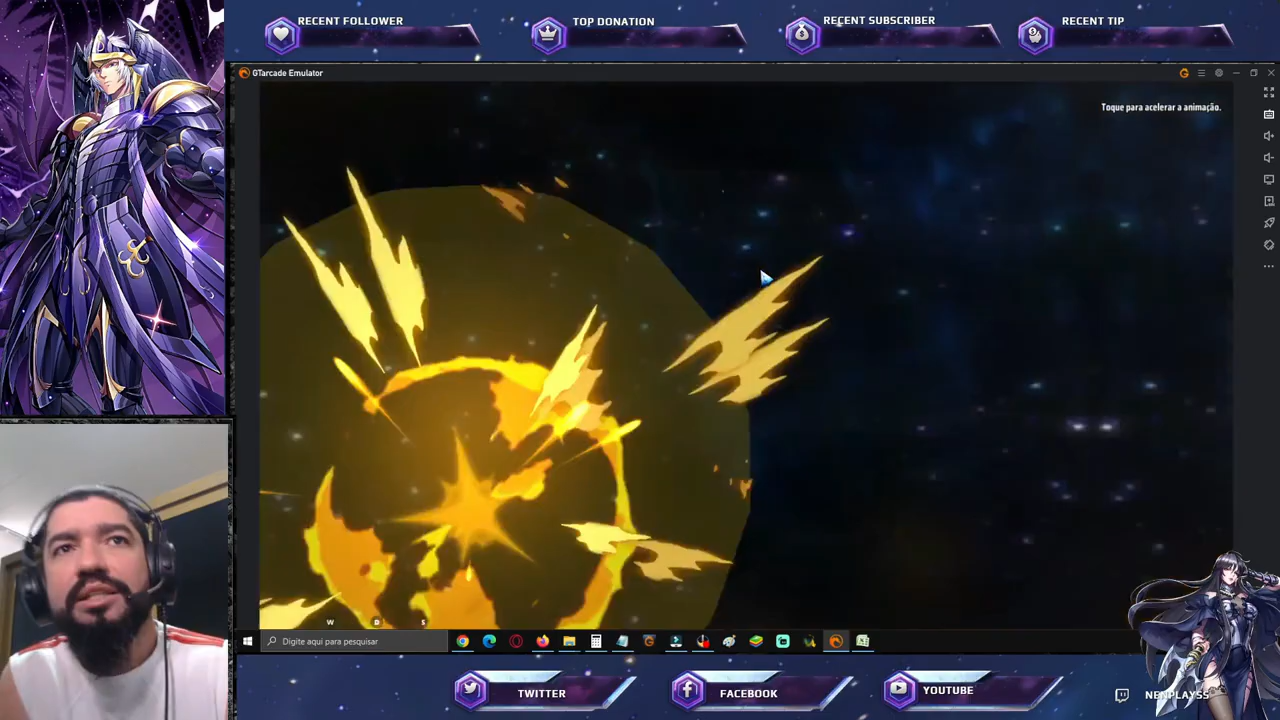 RECENT FOLLOWER
TOP DONATION
RECENT SUBSCRIBER
RECENT TIP
GTarcade Emulator
Toque para acelerar a animação.
W
D
S
Digite aqui para pesquisar
TWITTER
FACEBOOK
YOUTUBE
NENPLAYSS